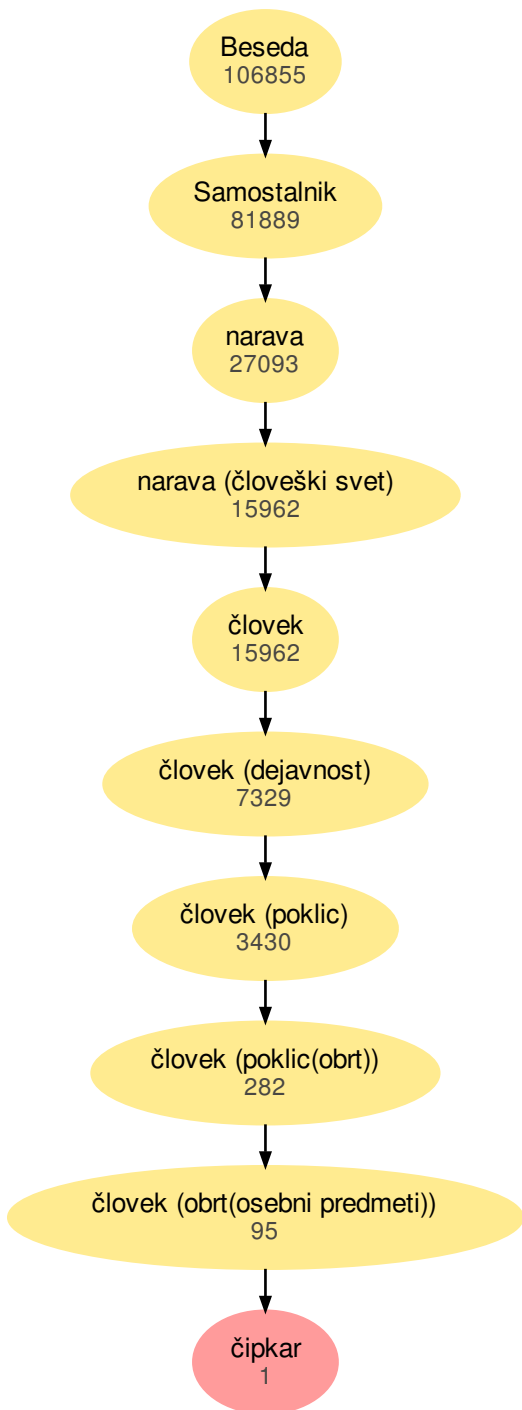 Beseda
106855
Samostalnik
81889
narava
27093
narava (človeški svet)
15962
človek
15962
človek (dejavnost)
7329
človek (poklic)
3430
človek (poklic(obrt))
282
človek (obrt(osebni predmeti))
95
čipkar
1